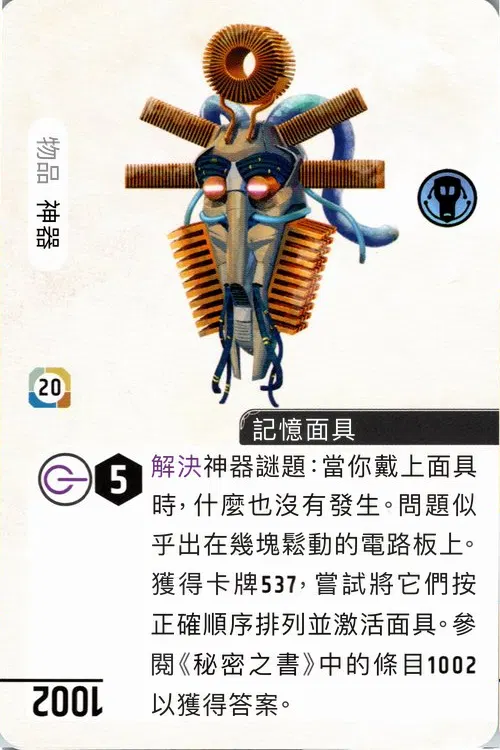 物品 神器
20
記憶面具
5
解決神器謎題：當你戴上面具
時，什麼也沒有發生。問題似
乎出在幾塊鬆動的電路板上。
獲得卡牌537，嘗試將它們按
正確順序排列並激活面具。參
閱《秘密之書》中的條目1002
以獲得答案。
1002